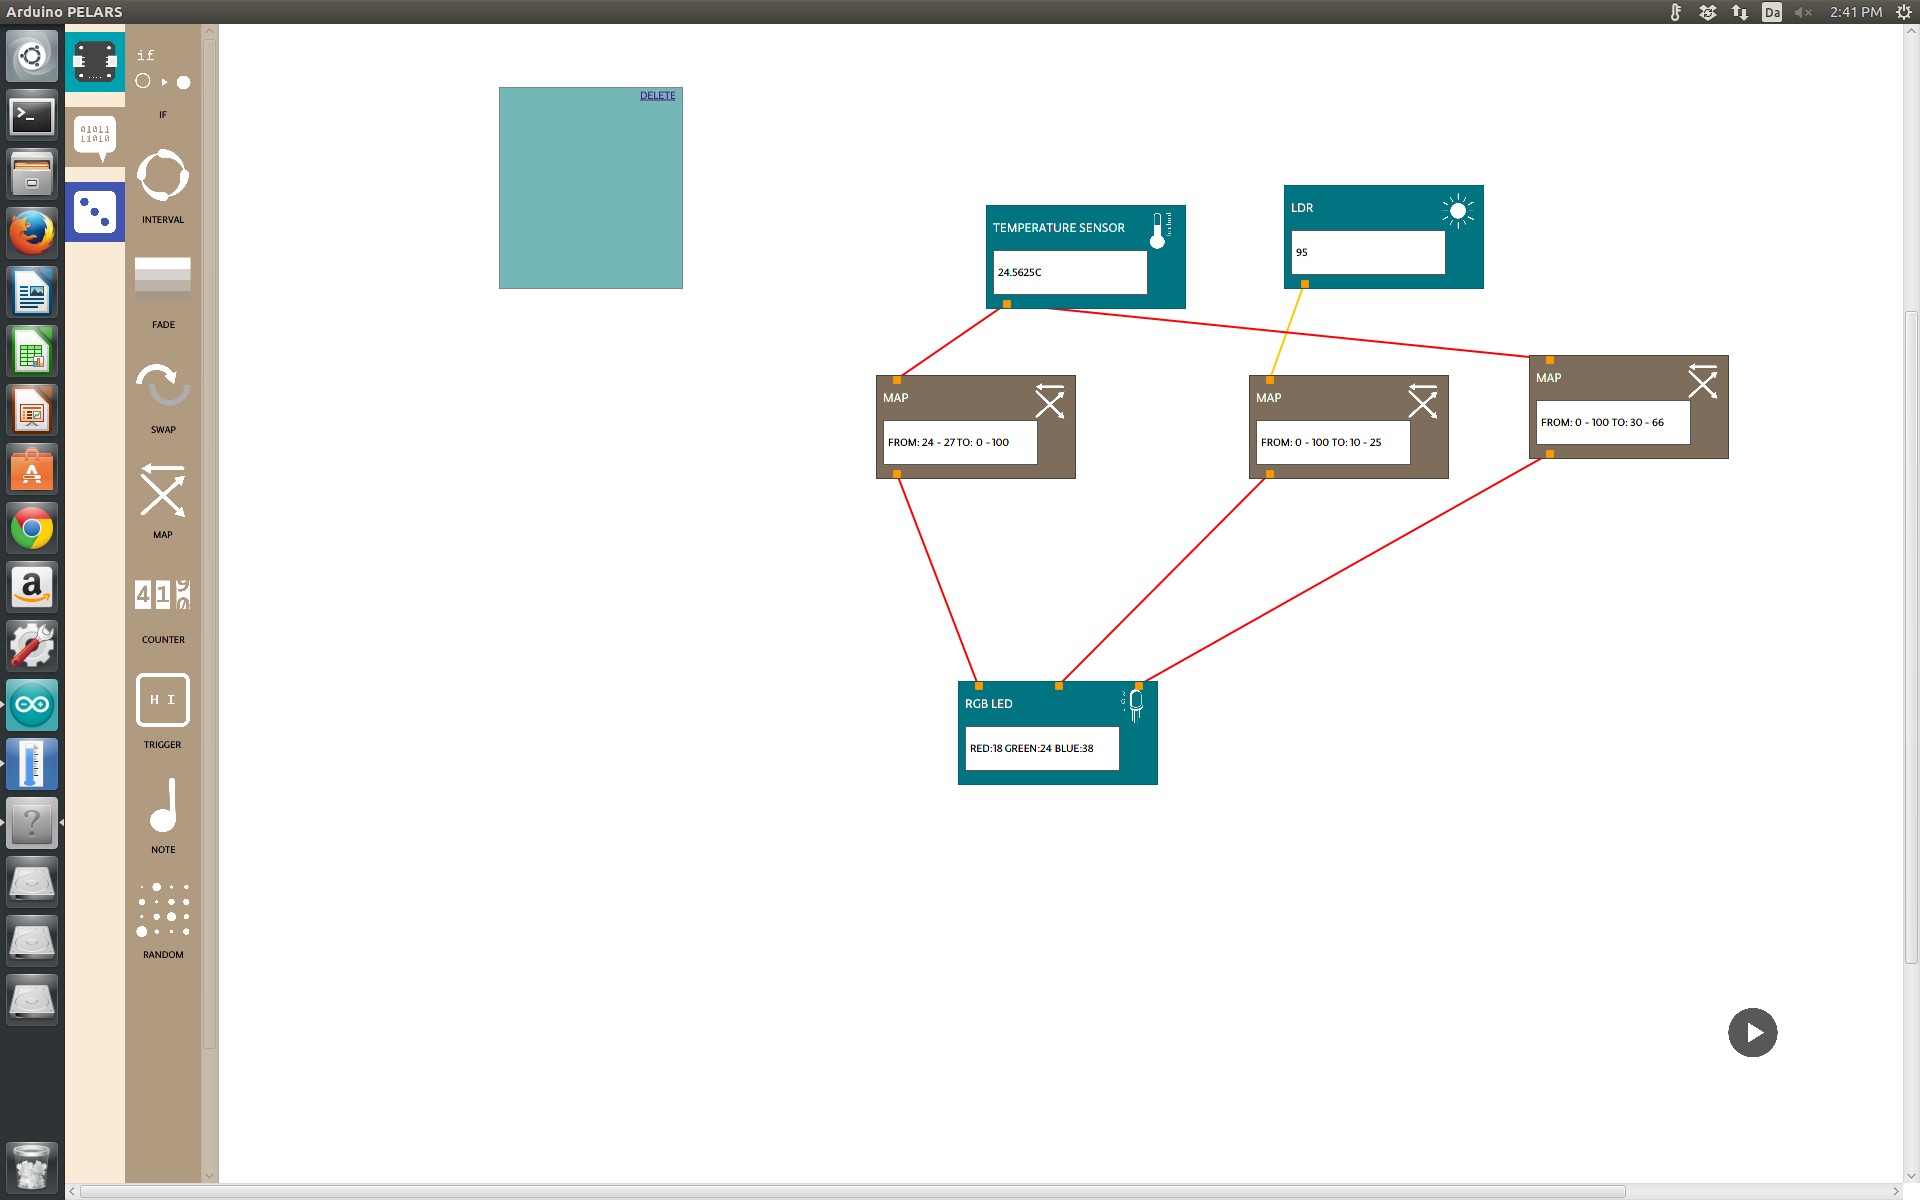 Arduino PELARS
Da
2:41 PM
if
IF
01011
11010
INTERVAL
FADE
SWAP
MAP
41
COUNTER
H I
TRIGGER
NOTE
RANDOM
DELETE
TEMPERATURE SENSOR
24.5625C
LDR
95
MAP
FROM: 24 - 27 TO: 0 -100
MAP
FROM: 0 - 100 TO: 10 - 25
MAP
FROM: 0 - 100 TO: 30 - 66
RGB LED
RED:18 GREEN:24 BLUE:38